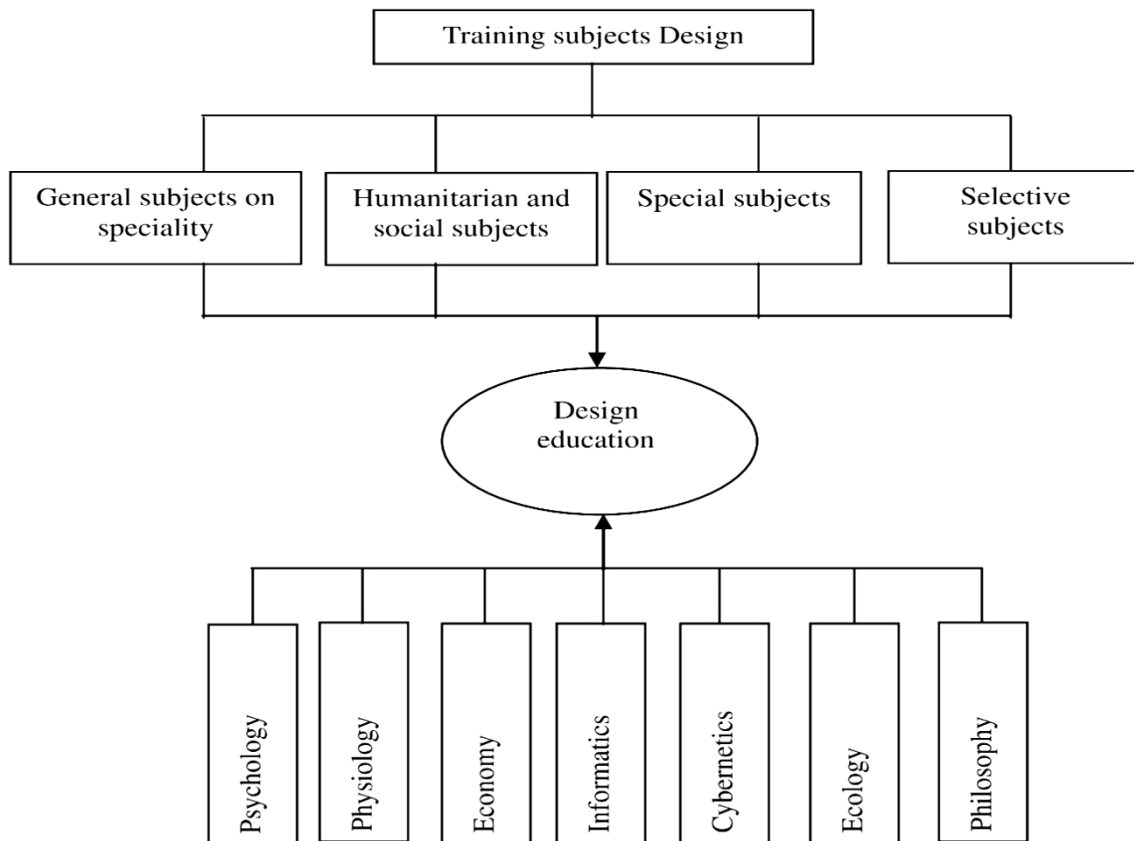 Training subjects Design
General subjects on
speciality
Humanitarian and
social subjects
Special subjects
Selective
subjects
Design
education
Psychology
Physiology
Economy
Informatics
Cybernetics
Ecology
Philosophy